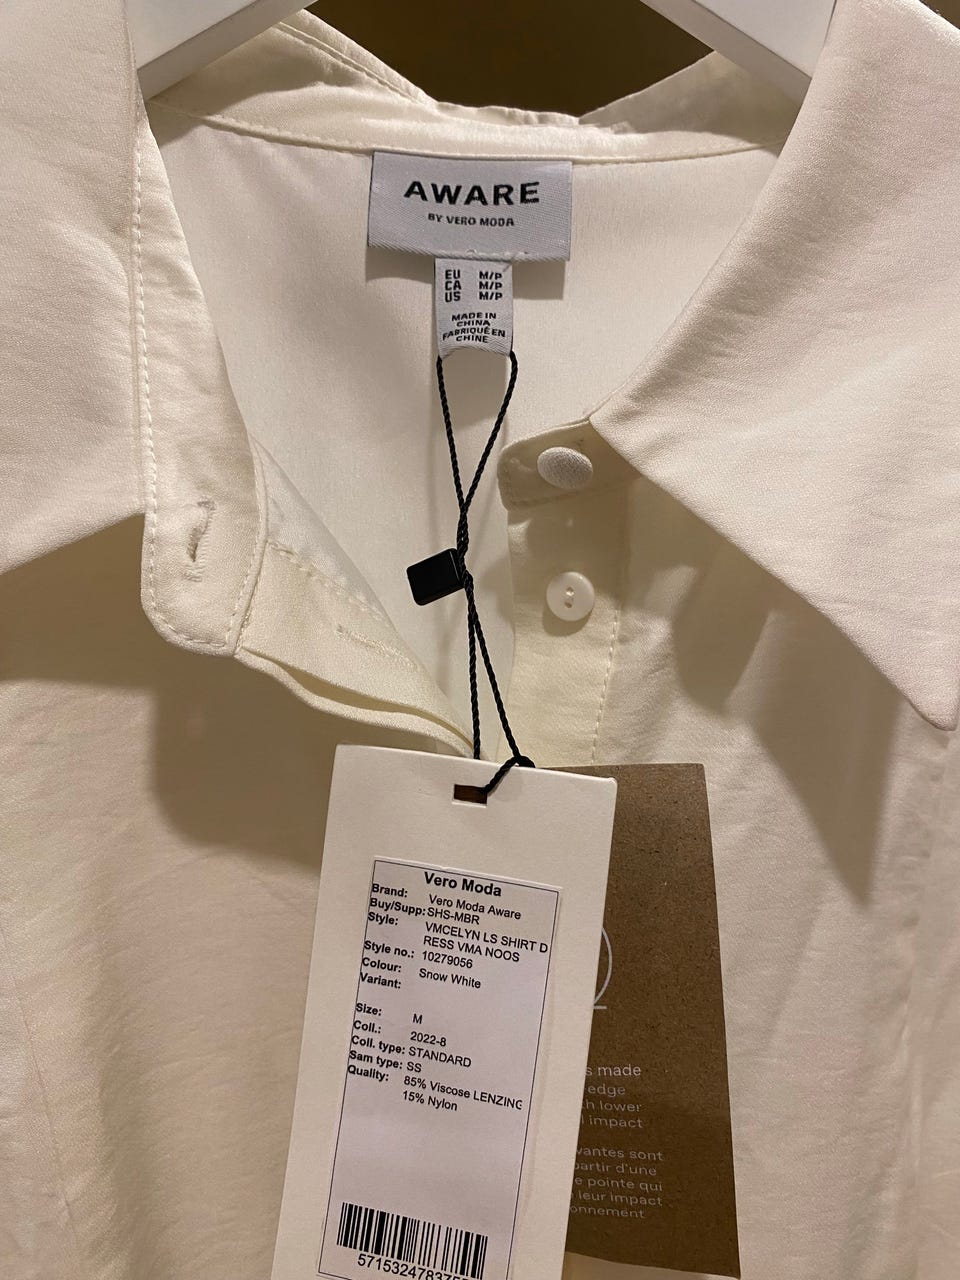 AWARE
BY VERO MODA
EU M/P
CA M/P
US M/P
MADE IN
CHINA
FABRIQUÉ EN
CHINE
Vero Moda
Brand: Vero Moda Aware
Buy/Supp: SHS-MBR
Style: VMCELYN LS SHIRT D
RESS VMA NOOS
Style no.: 10279056
Colour: Snow White
Variant:
Size: M
Coll.: 2022-8
Coll. type: STANDARD
Sam type: SS
Quality: 85% Viscose LENZING
15% Nylon
s made
edge
h lower
impact
vantes sont
partir d'une
e pointe qui
leur impact
onnement